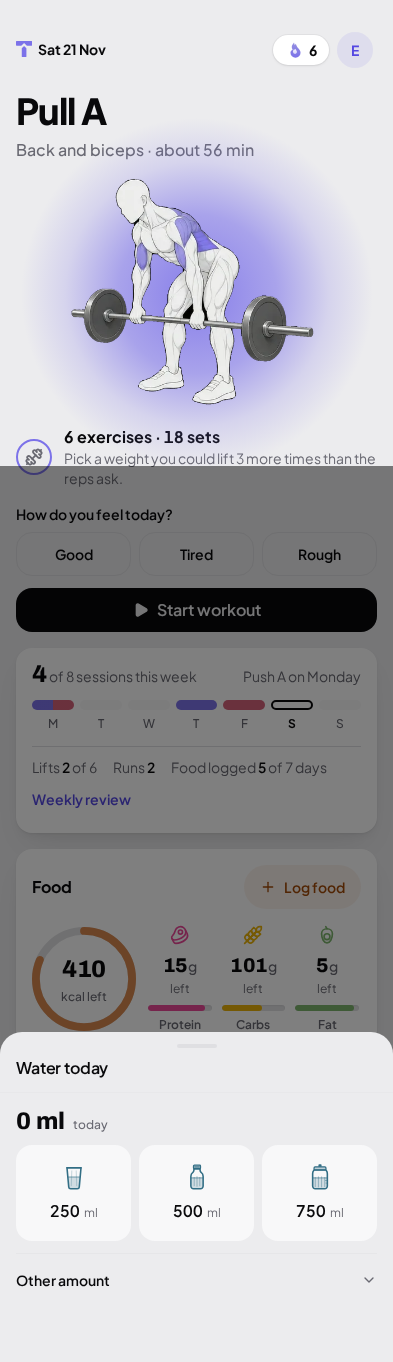 Sat 21 Nov
6
E
Pull A
Back and biceps · about 56 min
6 exercises · 18 sets
Pick a weight you could lift 3 more times than the
reps ask.
How do you feel today?
Good
Tired
Rough
Start workout
4 of 8 sessions this week
Push A on Monday
M
T
W
T
F
S
S
Lifts 2 of 6
Runs 2
Food logged 5 of 7 days
Weekly review
Food
Log food
410
kcal left
15g
left
Protein
101g
left
Carbs
5g
left
Fat
Water today
0 ml today
250 ml
500 ml
750 ml
Other amount